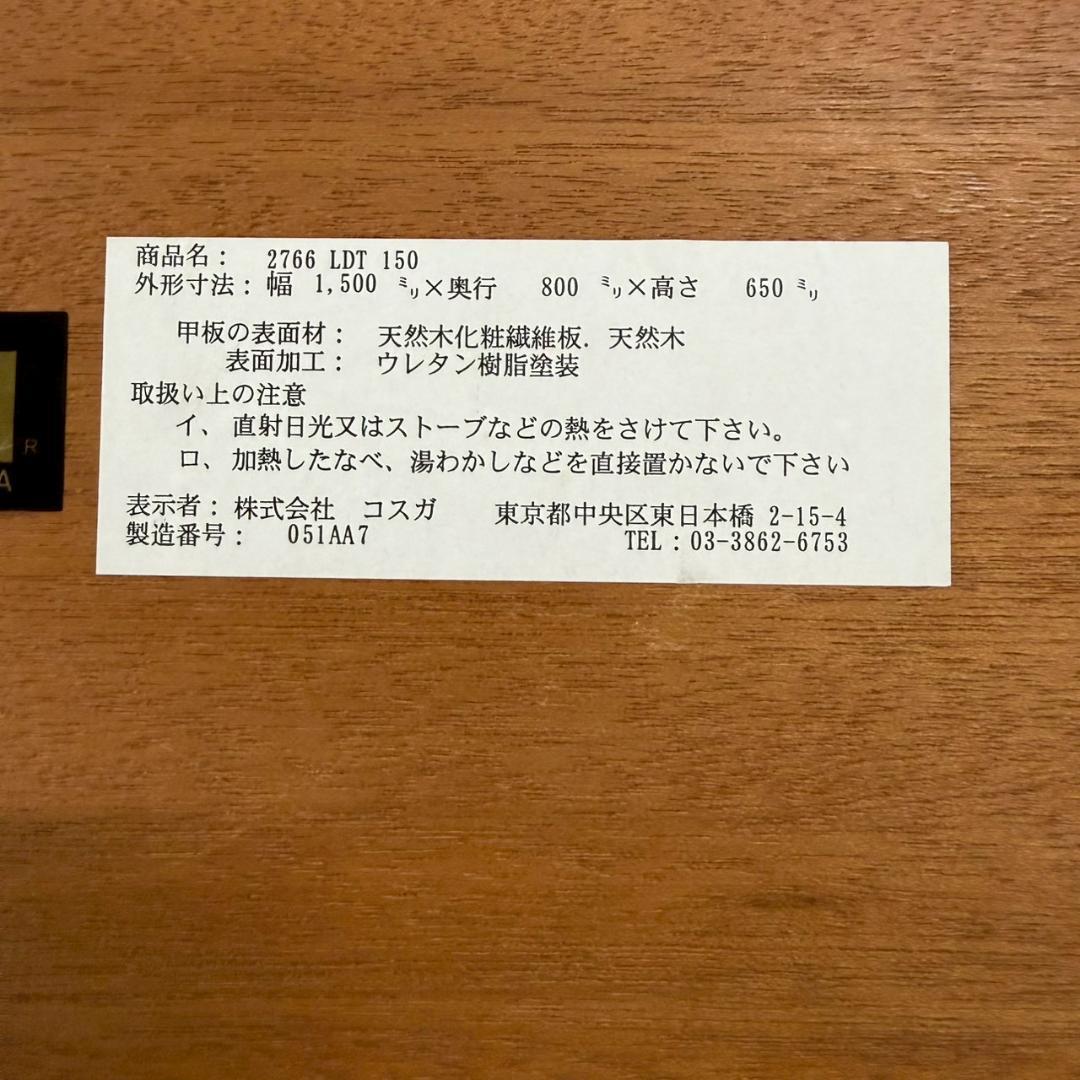 商品名： 2766 LDT 150
外形寸法：幅 1,500 ㍉×奥行 800 ㍉×高さ 650 ㍉
甲板の表面材： 天然木化粧繊維板．天然木
表面加工： ウレタン樹脂塗装
取扱い上の注意
イ、直射日光又はストーブなどの熱をさけて下さい。
ロ、加熱したなべ、湯わかしなどを直接置かないで下さい
表示者：株式会社 コスガ 東京都中央区東日本橋 2-15-4
製造番号： 051AA7 TEL：03-3862-6753
R
A